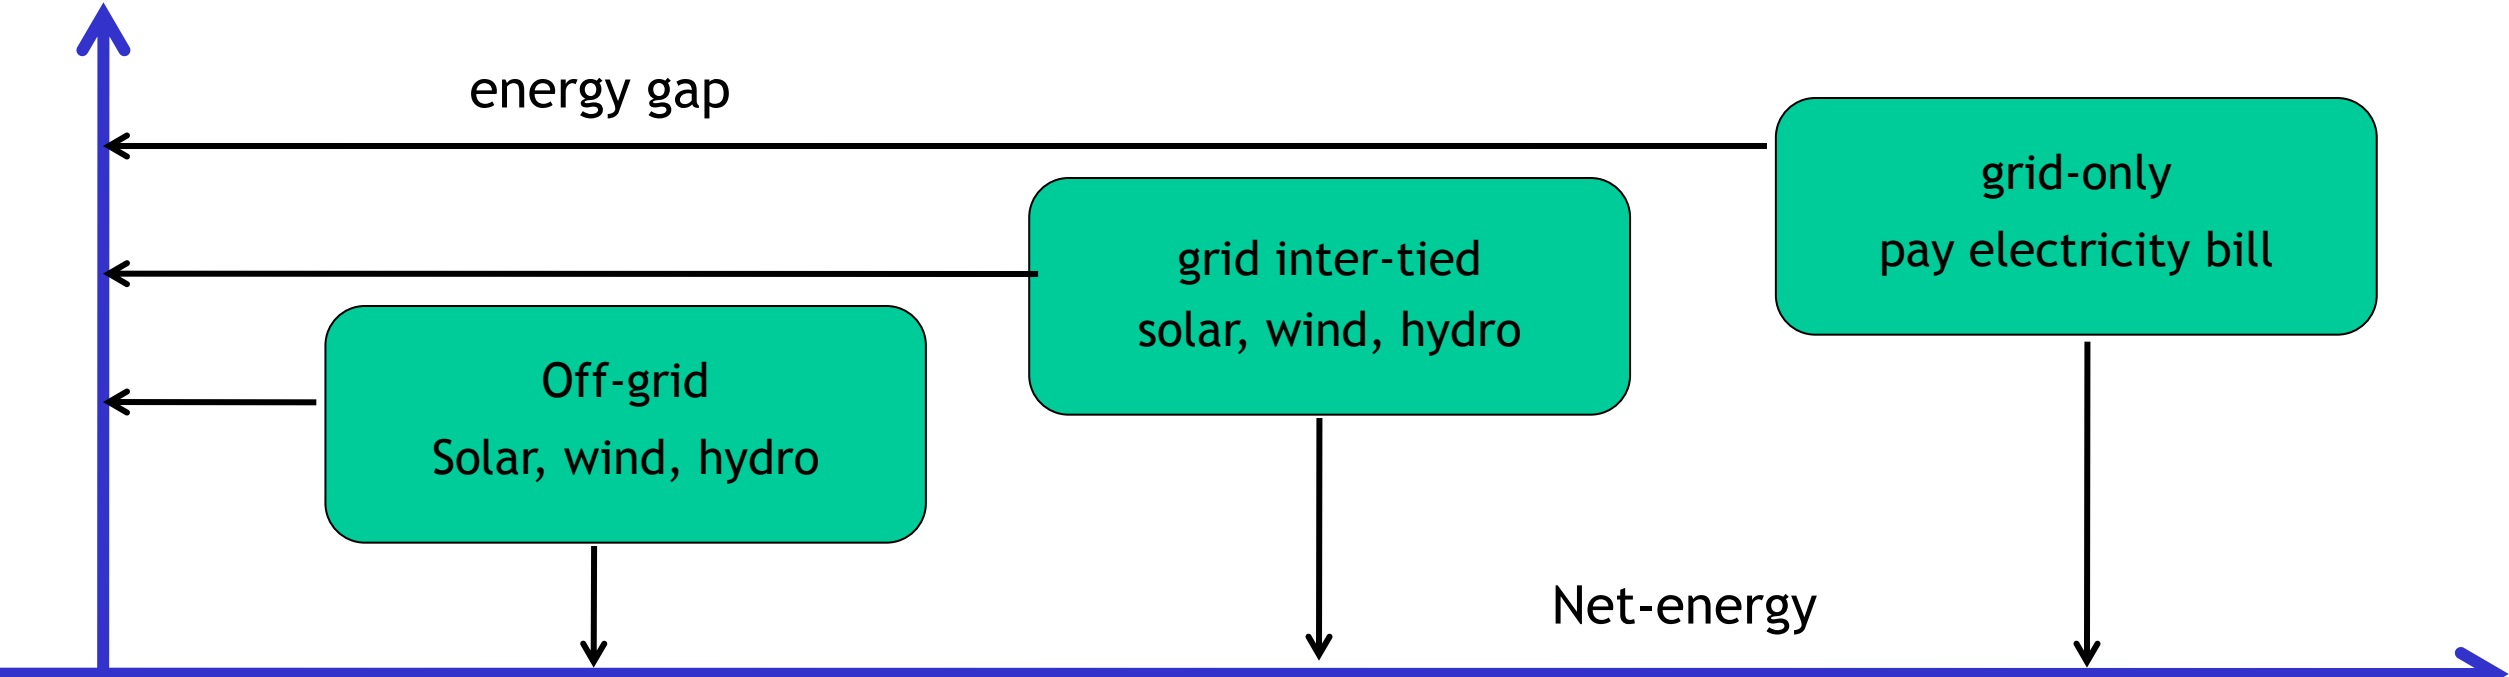 energy gap
grid-only
pay electricity bill
grid inter-tied
solar, wind, hydro
Off-grid
Solar, wind, hydro
Net-energy